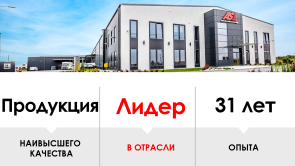 Продукция
Лидер
31 лет
НАИВЫСШЕГО
КАЧЕСТВА
В ОТРАСЛИ
ОПЫТА